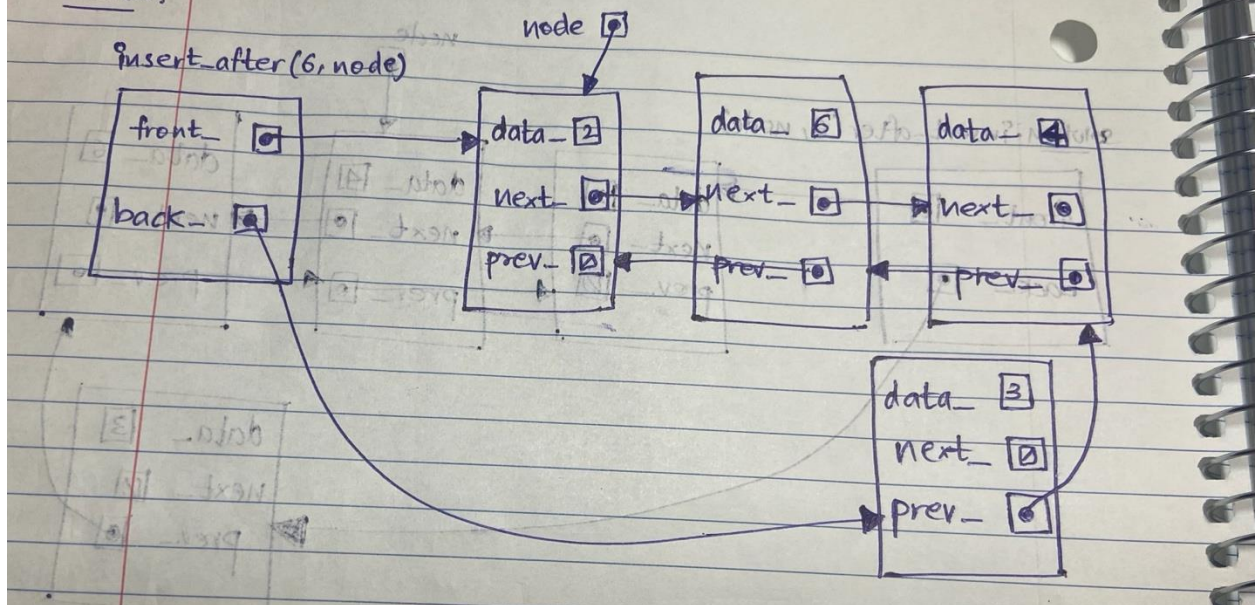 node
insert_after(6, node)
front_
back_
data_ 2
next_
prev_ 0
data_ 6
next_
prev_
data_ 4
next_
prev_
data_ 3
next_ 0
prev_